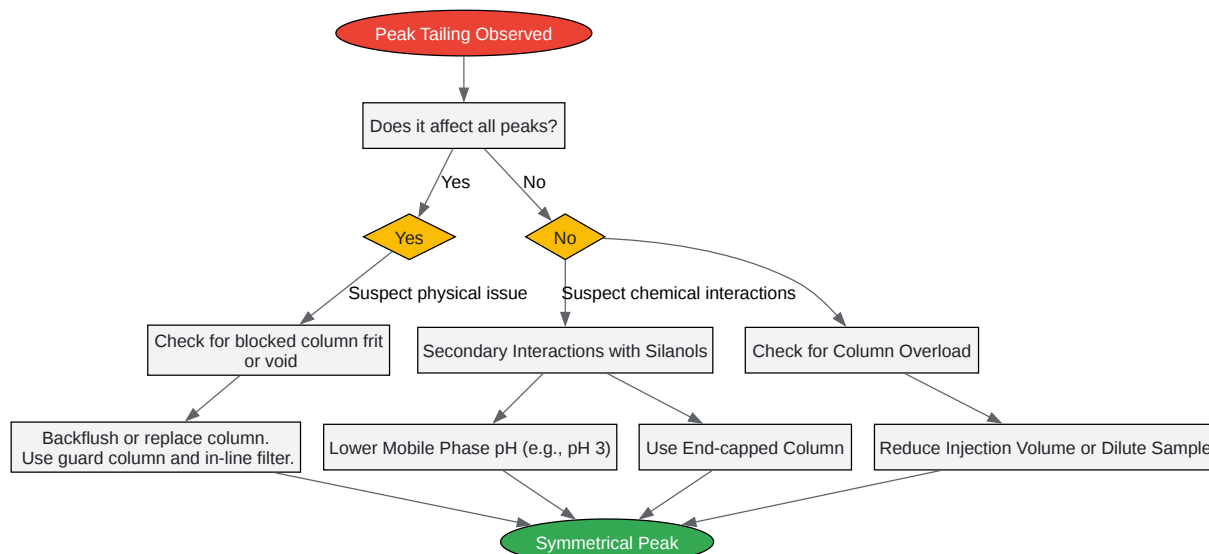 Peak Tailing Observed
Does it affect all peaks?
Yes
No
Yes
No
Suspect physical issue
Suspect chemical interactions
Check for blocked column frit
or void
Secondary Interactions with Silanols
Check for Column Overload
Backflush or replace column.
Use guard column and in-line filter.
Lower Mobile Phase pH (e.g., pH 3)
Use End-capped Column
Reduce Injection Volume or Dilute Sample
Symmetrical Peak